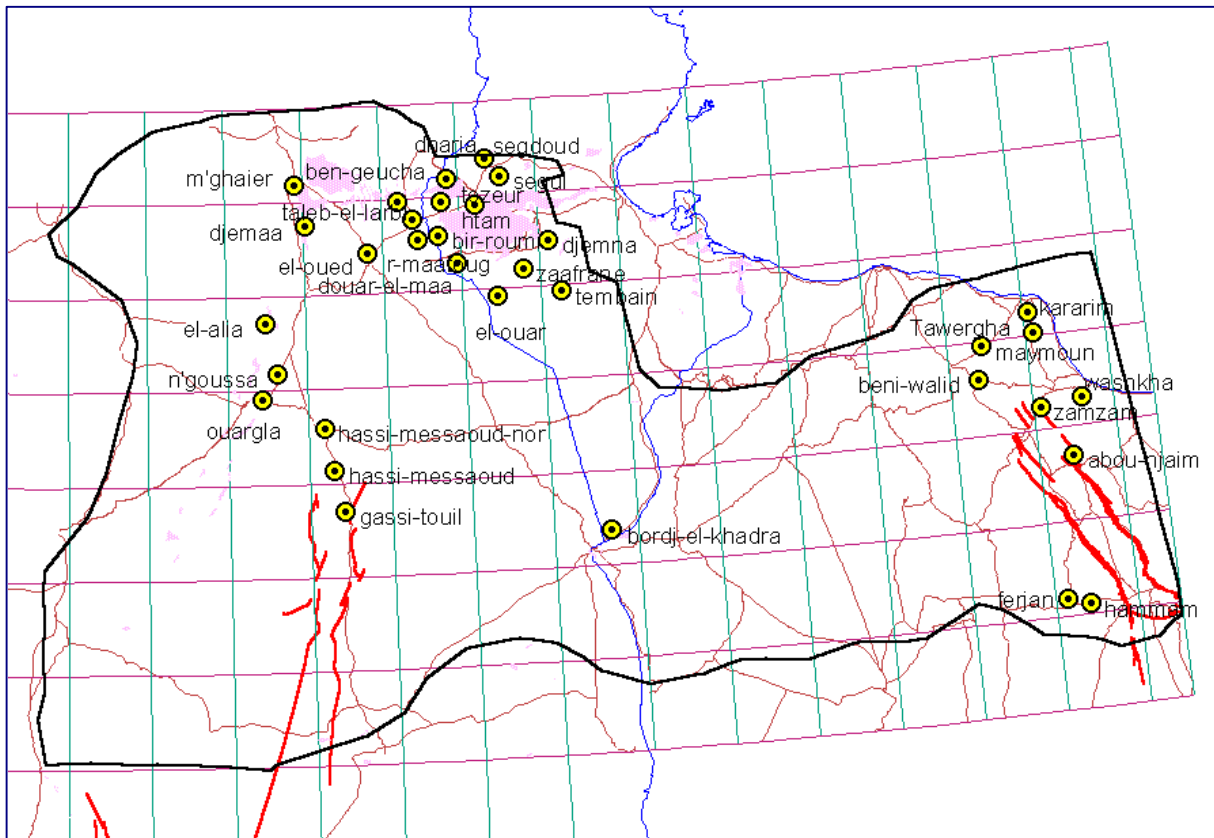 dharia
segdoud
ben-geucha
segui
m'ghaier
tozeur
taleb-el-larbi
htam
djemaa
bir-roumi
djemna
el-oued
r-maatoug
zaafrane
douar-el-maa
tembain
el-ouar
el-alia
kararim
Tawergha
maymoun
n'goussa
beni-walid
washkha
ouargla
zamzam
hassi-messaoud-nor
abou-njaim
hassi-messaoud
gassi-touil
bordj-el-khadra
ferjan
hammam